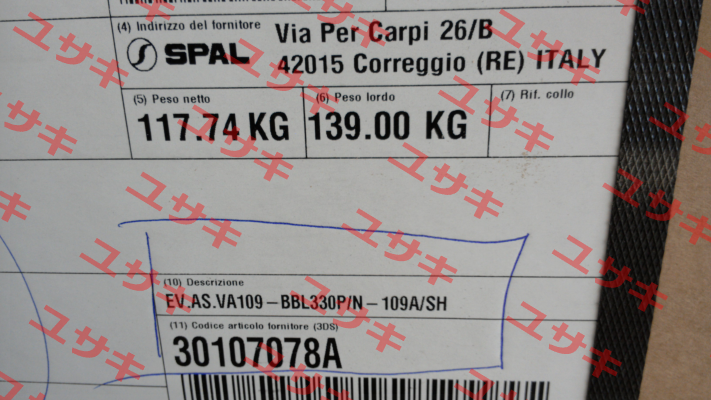 (4) Indirizzo del fornitore
SPAL
Via Per Carpi 26/B
42015 Correggio (RE) ITALY
(5) Peso netto
117.74 KG
(6) Peso lordo
139.00 KG
(7) Rif. collo
(10) Descrizione
EV.AS.VA109-BBL330P/N-109A/SH
(11) Codice articolo fornitore (3DS)
30107978A
ユサキ